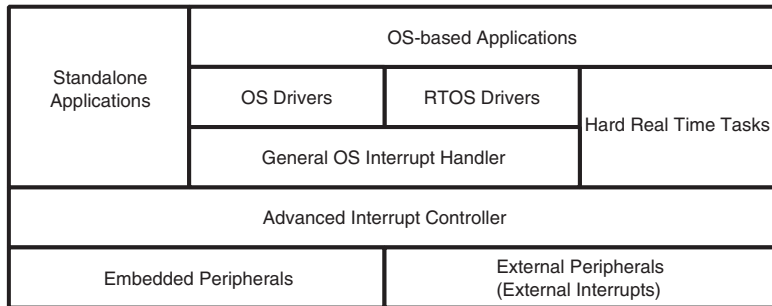 OS-based Applications
Standalone
Applications
OS Drivers
RTOS Drivers
Hard Real Time Tasks
General OS Interrupt Handler
Advanced Interrupt Controller
Embedded Peripherals
External Peripherals
(External Interrupts)